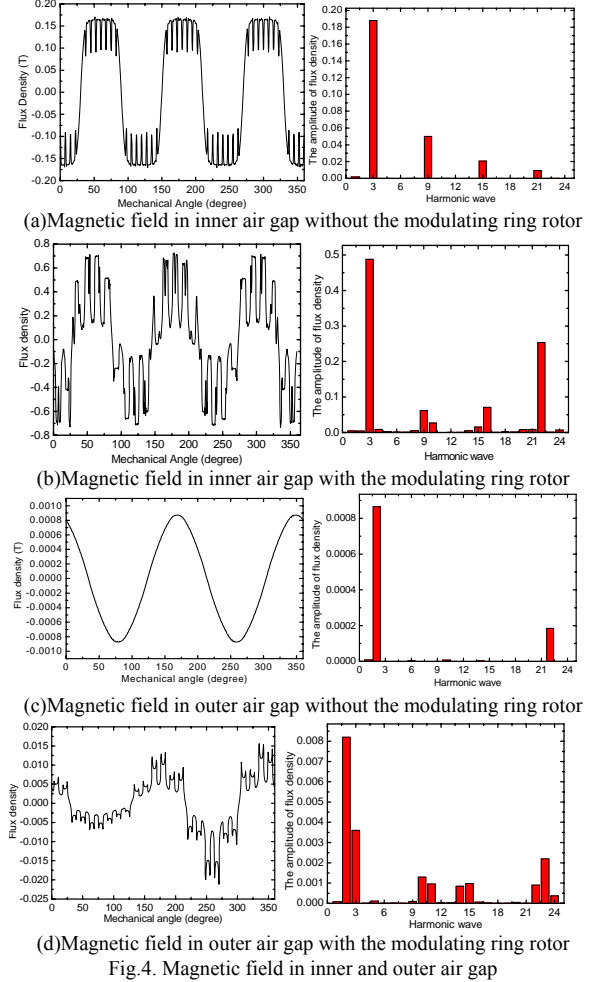 0.20
0.15
0.10
0.05
0.00
-0.05
-0.10
-0.15
-0.20
Flux Density (T)
0 50 100 150 200 250 300 350
Mechanical Angle (degree)
0.20
0.18
0.16
0.14
0.12
0.10
0.08
0.06
0.04
0.02
0.00
The amplitude of flux density
0 3 6 9 12 15 18 21 24
Harmonic wave
(a)Magnetic field in inner air gap without the modulating ring rotor
0.8
0.6
0.4
0.2
0.0
-0.2
-0.4
-0.6
-0.8
Flux density
0 50 100 150 200 250 300 350
Mechanical Angle (degree)
0.5
0.4
0.3
0.2
0.1
0.0
The amplitude of flux density
0 3 6 9 12 15 18 21 24
Harmonic wave
(b)Magnetic field in inner air gap with the modulating ring rotor
0.0010
0.0008
0.0006
0.0004
0.0002
0.0000
-0.0002
-0.0004
-0.0006
-0.0008
-0.0010
Flux density (T)
0 50 100 150 200 250 300 350
Mechanical angle (degree)
0.0008
0.0006
0.0004
0.0002
0.0000
The amplitude of flux density
0 3 6 9 12 15 18 21 24
Harmonic wave
(c)Magnetic field in outer air gap without the modulating ring rotor
0.020
0.015
0.010
0.005
0.000
-0.005
-0.010
-0.015
-0.020
-0.025
Flux density
0 50 100 150 200 250 300 350
Mechanical angle (degree)
0.008
0.007
0.006
0.005
0.004
0.003
0.002
0.001
0.000
The amplitude of flux density
0 3 6 9 12 15 18 21 24
Harmonic wave
(d)Magnetic field in outer air gap with the modulating ring rotor
Fig.4. Magnetic field in inner and outer air gap